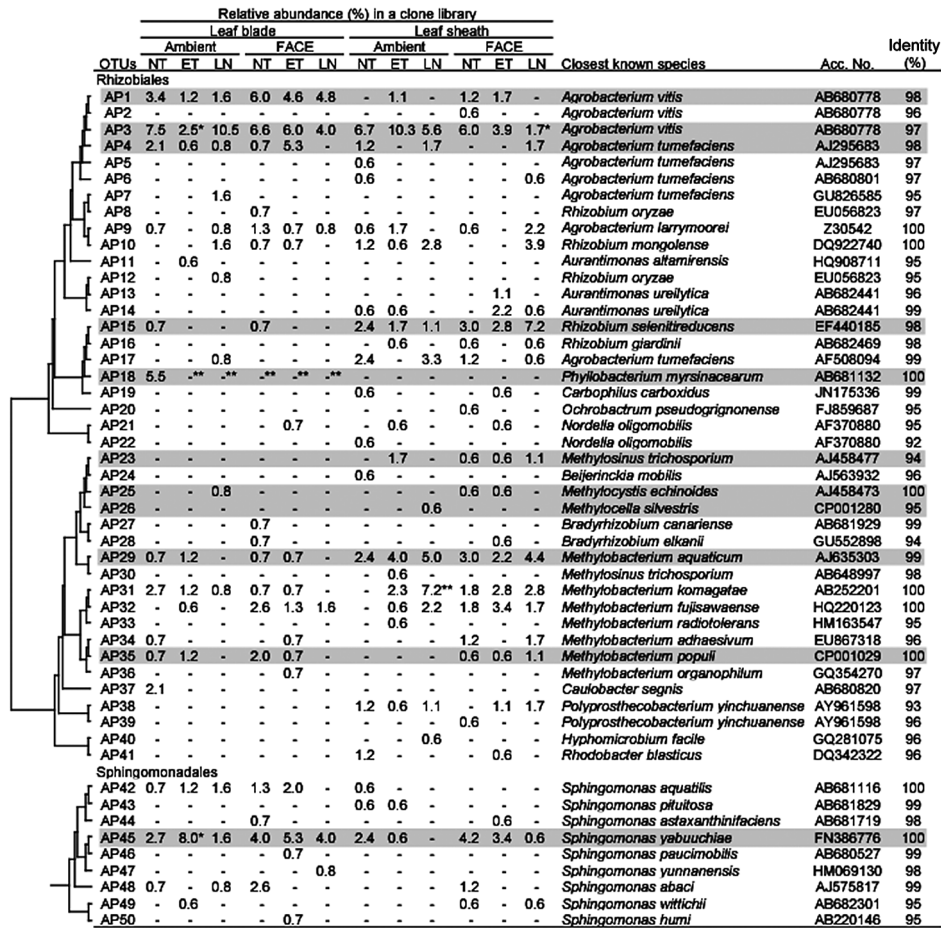 Relative abundance (%) in a clone library
Leaf blade Leaf sheath
Ambient FACE Ambient FACE Identity
OTUs NT ET LN NT ET LN NT ET LN NT ET LN Closest known species Acc. No. (%)
Rhizobiales
AP1 3.4 1.2 1.6 6.0 4.6 4.8 - 1.1 - 1.2 1.7 - Agrobacterium vitis AB680778 98
AP2 - - - - - - - - - 0.6 - - Agrobacterium vitis AB680778 96
AP3 7.5 2.5* 10.5 6.6 6.0 4.0 6.7 10.3 5.6 6.0 3.9 1.7* Agrobacterium vitis AB680778 97
AP4 2.1 0.6 0.8 0.7 5.3 - 1.2 - 1.7 - - 1.7 Agrobacterium tumefaciens AJ295683 98
AP5 - - - - - - 0.6 - - - - - Agrobacterium tumefaciens AJ295683 97
AP6 - - - - - - 0.6 - - - - 0.6 Agrobacterium tumefaciens AB680801 97
AP7 - - 1.6 - - - - - - - - - Agrobacterium tumefaciens GU826585 95
AP8 - - - 0.7 - - - - - - - - Rhizobium oryzae EU056823 97
AP9 0.7 - 0.8 1.3 0.7 0.8 0.6 1.7 - 0.6 - 2.2 Agrobacterium larrymoorei Z30542 100
AP10 - - 1.6 0.7 0.7 - 1.2 0.6 2.8 - - 3.9 Rhizobium mongolense DQ922740 100
AP11 - 0.6 - - - - - - - - - - Aurantimonas altamirensis HQ908711 95
AP12 - - 0.8 - - - - - - - - - Rhizobium oryzae EU056823 95
AP13 - - - - - - - - - - 1.1 - Aurantimonas ureilytica AB682441 96
AP14 - - - - - - 0.6 0.6 - - 2.2 0.6 Aurantimonas ureilytica AB682441 99
AP15 0.7 - - 0.7 - - 2.4 1.7 1.1 3.0 2.8 7.2 Rhizobium selenitireducens EF440185 98
AP16 - - - - - - - 0.6 - 0.6 - 0.6 Rhizobium giardinii AB682469 98
AP17 - - 0.8 - - - 2.4 - 3.3 1.2 - 0.6 Agrobacterium tumefaciens AF508094 99
AP18 5.5 -** -** -** -** -** - - - - - - Phyllobacterium myrsinacearum AB681132 100
AP19 - - - - - - 0.6 - - - 0.6 - Carbophilus carboxidus JN175336 99
AP20 - - - - - - - - - 0.6 - - Ochrobactrum pseudogrignonense FJ859687 95
AP21 - - - - 0.7 - - 0.6 - - 0.6 - Nordella oligomobilis AF370880 95
AP22 - - - - - - 0.6 - - - - - Nordella oligomobilis AF370880 92
AP23 - - - - - - - 1.7 - 0.6 0.6 1.1 Methylosinus trichosporium AJ458477 94
AP24 - - - - - - 0.6 - - - - - Beijerinckia mobilis AJ563932 96
AP25 - - 0.8 - - - - - - 0.6 0.6 - Methylocystis echinoides AJ458473 100
AP26 - - - - - - - - 0.6 - - - Methylocella silvestris CP001280 95
AP27 - - - 0.7 - - - - - - - - Bradyrhizobium canariense AB681929 99
AP28 - - - 0.7 - - - - - - 0.6 - Bradyrhizobium elkanii GU552898 94
AP29 0.7 1.2 - 0.7 0.7 - 2.4 4.0 5.0 3.0 2.2 4.4 Methylobacterium aquaticum AJ635303 99
AP30 - - - - - - - 0.6 - - - - Methylosinus trichosporium AB648997 98
AP31 2.7 1.2 0.8 0.7 0.7 - - 2.3 7.2** 1.8 2.8 2.8 Methylobacterium komagatae AB252201 100
AP32 - 0.6 - 2.6 1.3 1.6 - 0.6 2.2 1.8 3.4 1.7 Methylobacterium fujisawaense HQ220123 100
AP33 - - - - - - - 0.6 - - - - Methylobacterium radiotolerans HM163547 95
AP34 0.7 - - - 0.7 - - - - 1.2 - 1.7 Methylobacterium adhaesivum EU867318 96
AP35 0.7 1.2 - 2.0 0.7 - - - - 0.6 0.6 1.1 Methylobacterium populi CP001029 100
AP36 - - - - 0.7 - - - - - - - Methylobacterium organophilum GQ354270 97
AP37 2.1 - - - - - - - - - - - Caulobacter segnis AB680820 97
AP38 - - - - - - 1.2 0.6 1.1 - 1.1 1.7 Polyprosthecobacterium yinchuanense AY961598 93
AP39 - - - - - - - - - 0.6 - - Polyprosthecobacterium yinchuanense AY961598 96
AP40 - - - - - - - - 0.6 - - - Hyphomicrobium facile GQ281075 96
AP41 - - - - - - 1.2 - - - 0.6 - Rhodobacter blasticus DQ342322 96
Sphingomonadales
AP42 0.7 1.2 1.6 1.3 2.0 - 0.6 - - - - - Sphingomonas aquatilis AB681116 100
AP43 - - - - - - 0.6 0.6 - - - - Sphingomonas pituitosa AB681829 99
AP44 - - - 0.7 - - - - - - 0.6 - Sphingomonas astaxanthinifaciens AB681719 98
AP45 2.7 8.0* 1.6 4.0 5.3 4.0 2.4 0.6 - 4.2 3.4 0.6 Sphingomonas yabuuchiae FN386776 100
AP46 - - - - 0.7 - - - - - - - Sphingomonas paucimobilis AB680527 99
AP47 - - - - - 0.8 - - - - - - Sphingomonas yunnanensis HM069130 98
AP48 0.7 - 0.8 2.6 - - - - - 1.2 - - Sphingomonas abaci AJ575817 99
AP49 - 0.6 - - - - - - - 0.6 - 0.6 Sphingomonas wittichii AB682301 95
AP50 - - - - 0.7 - - - - - - - Sphingomonas humi AB220146 95